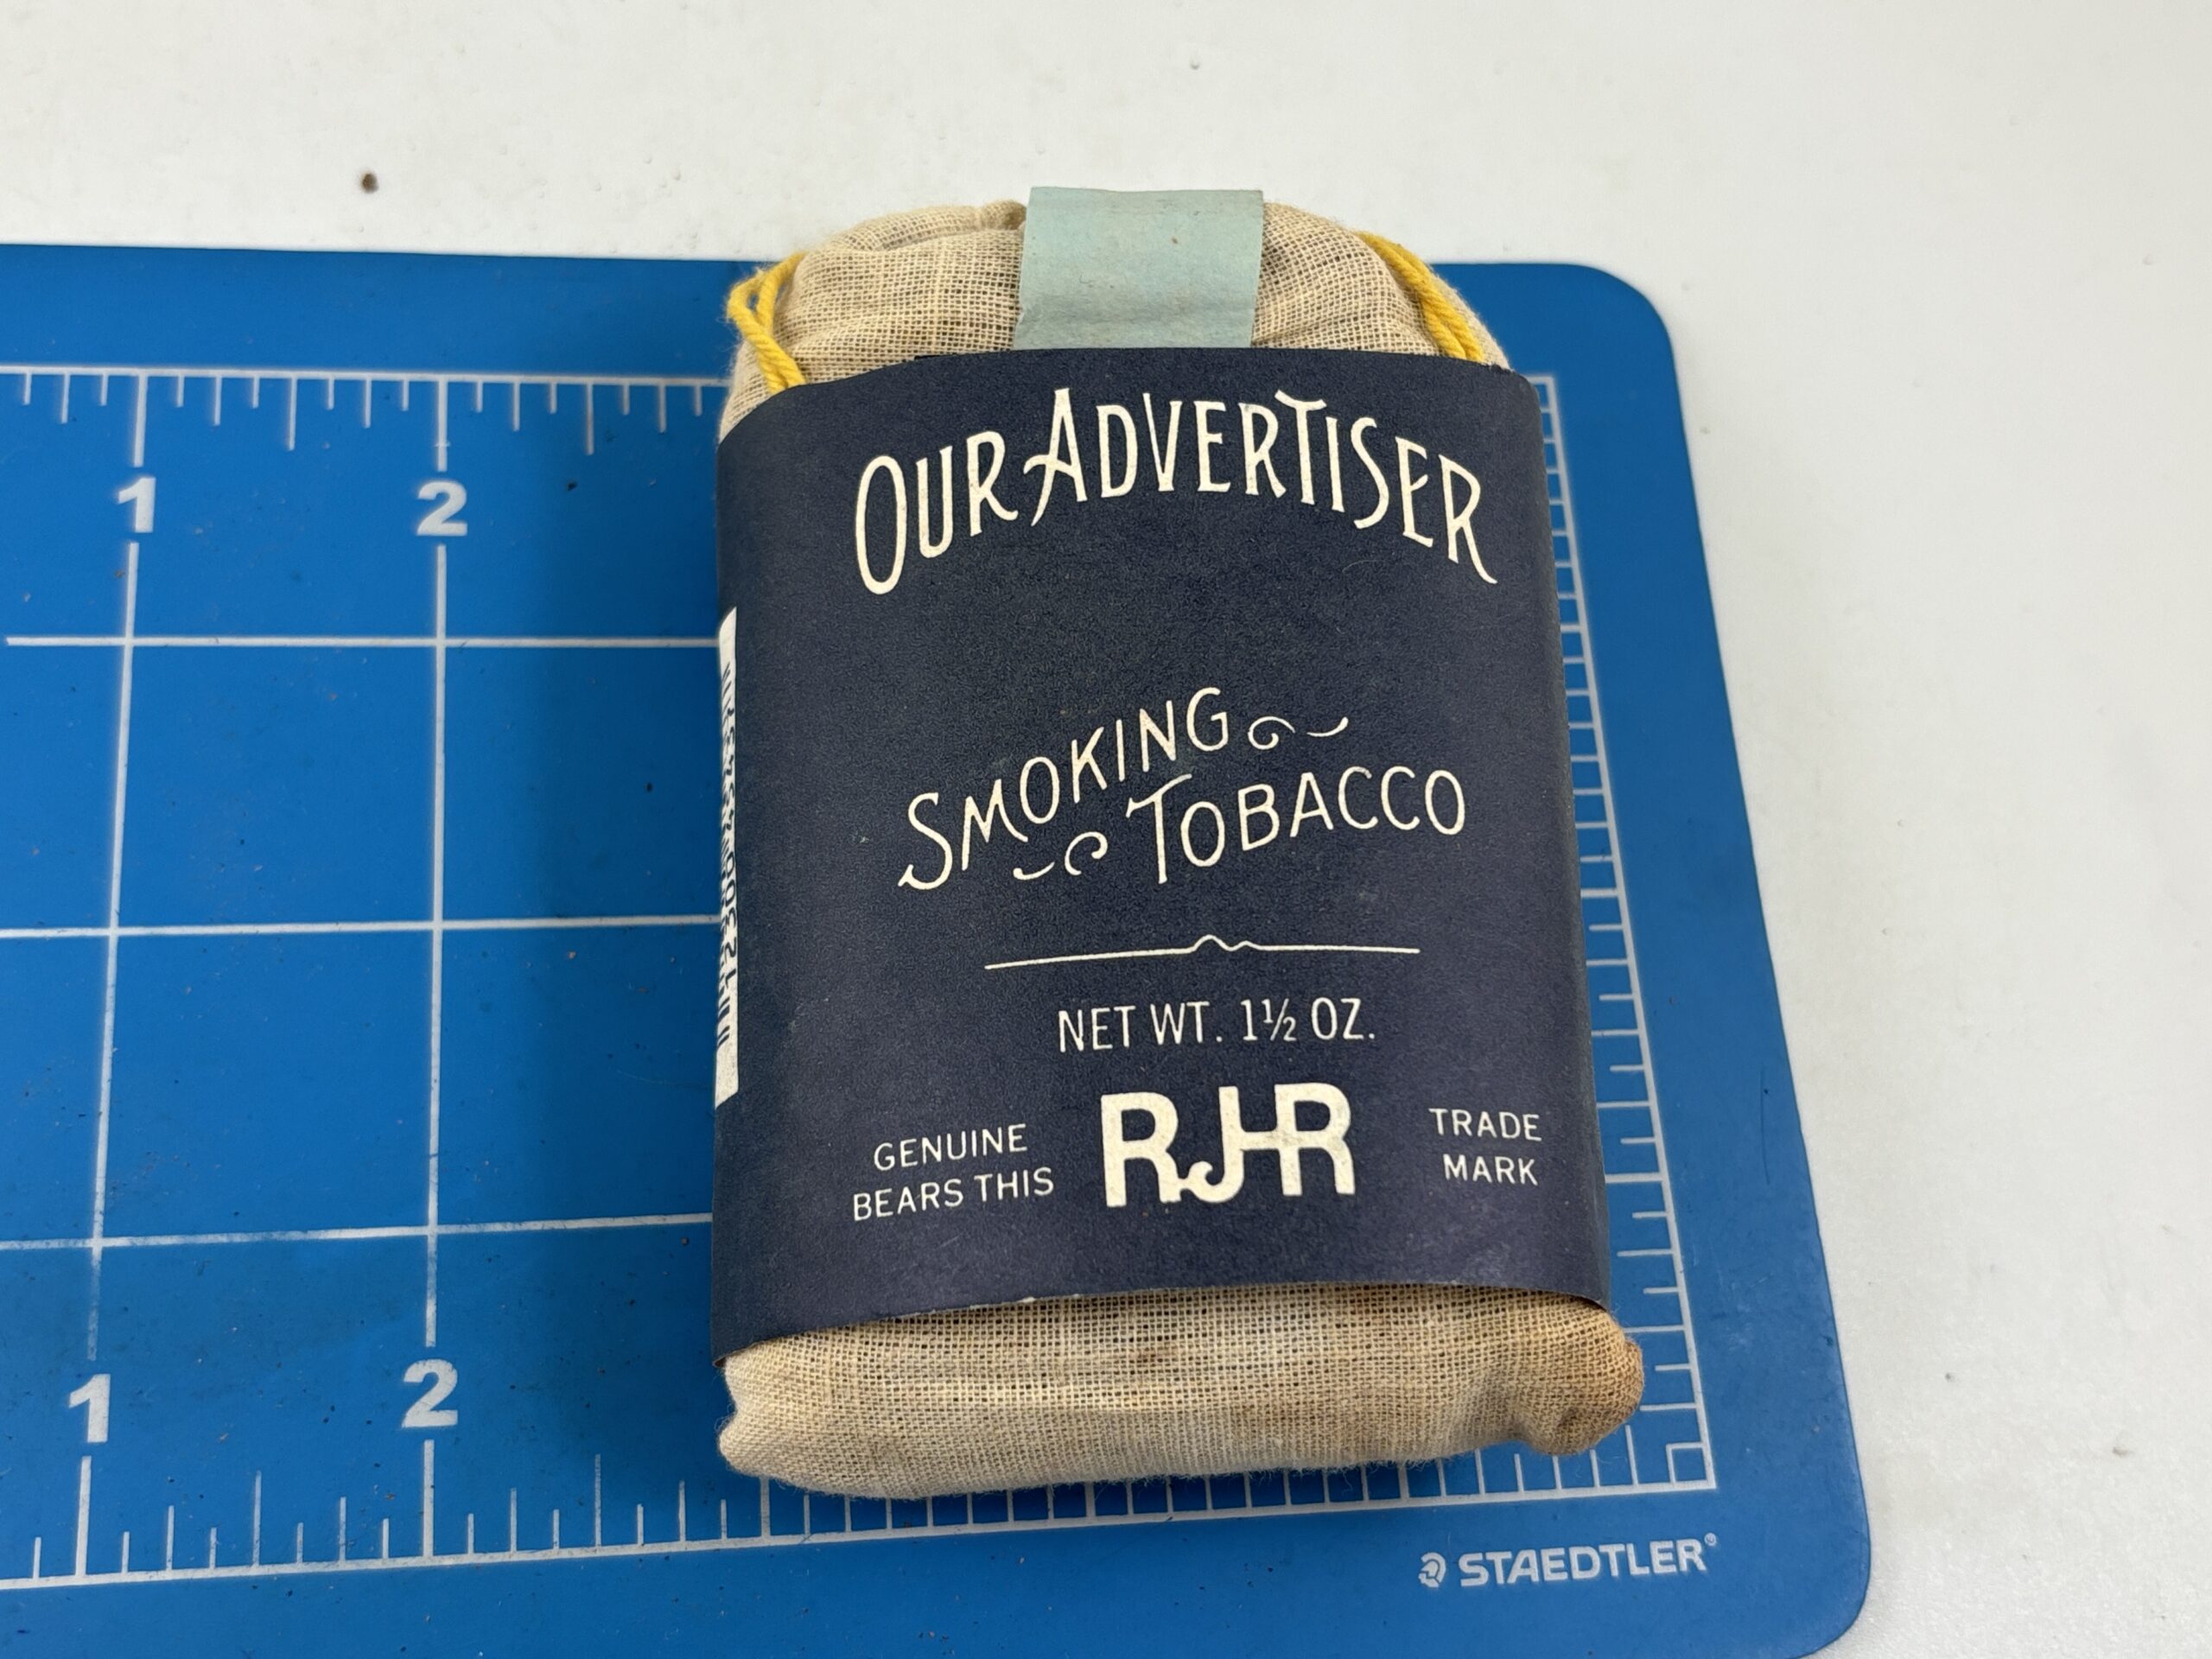 OUR ADVERTISER
SMOKING
TOBACCO
NET WT. 1½ OZ.
GENUINE
BEARS THIS
RJR
TRADE
MARK
1 2
1 2
STAEDTLER®